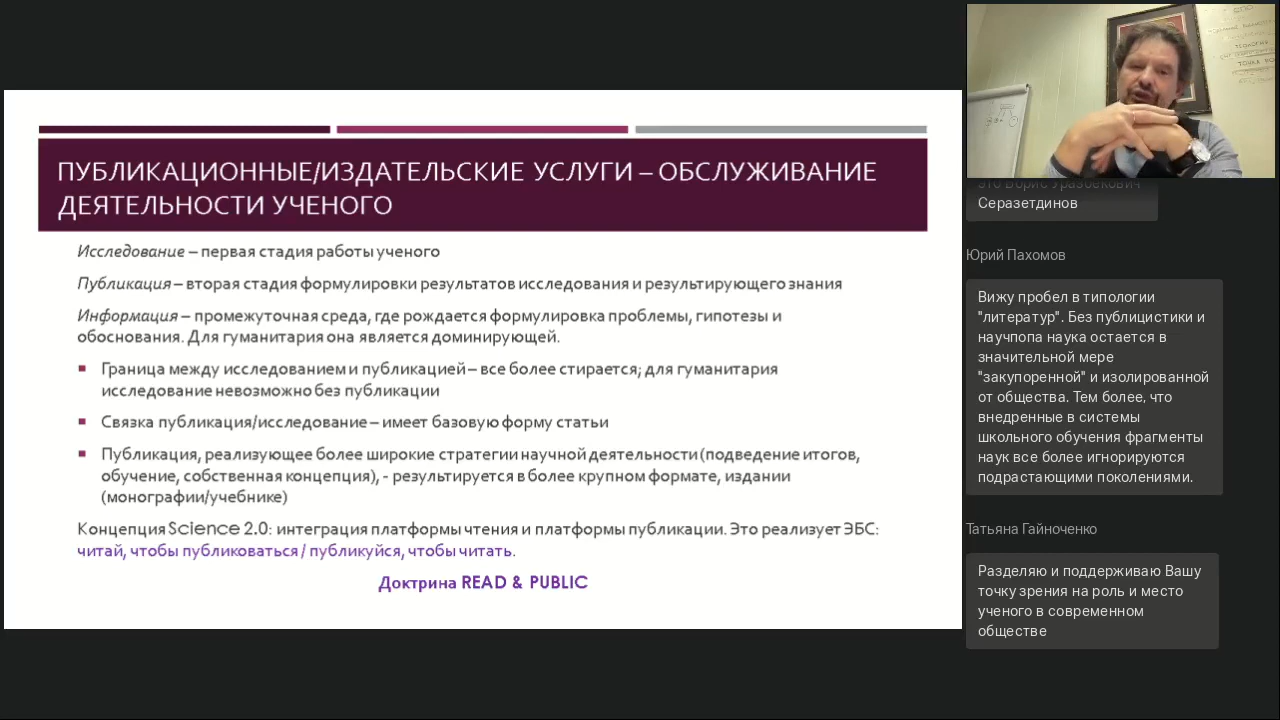 ПУБЛИКАЦИОННЫЕ/ИЗДАТЕЛЬСКИЕ УСЛУГИ – ОБСЛУЖИВАНИЕ
ДЕЯТЕЛЬНОСТИ УЧЕНОГО
Исследование – первая стадия работы ученого
Публикация – вторая стадия формулировки результатов исследования и результирующего знания
Информация – промежуточная среда, где рождается формулировка проблемы, гипотезы и
обоснования. Для гуманитария она является доминирующей.
Граница между исследованием и публикацией – все более стирается; для гуманитария
исследование невозможно без публикации
Связка публикация/исследование – имеет базовую форму статьи
Публикация, реализующее более широкие стратегии научной деятельности (подведение итогов,
обучение, собственная концепция), - результируется в более крупном формате, издании
(монографии/учебнике)
Концепция Science 2.0: интеграция платформы чтения и платформы публикации. Это реализует ЭБС:
читай, чтобы публиковаться / публикуйся, чтобы читать.
Доктрина READ & PUBLIC
это Борис Уразбекович
Серазетдинов
Юрий Пахомов
Вижу пробел в типологии
"литератур". Без публицистики и
научпопа наука остается в
значительной мере
"закупоренной" и изолированной
от общества. Тем более, что
внедренные в системы
школьного обучения фрагменты
наук все более игнорируются
подрастающими поколениями.
Татьяна Гайноченко
Разделяю и поддерживаю Вашу
точку зрения на роль и место
ученого в современном
обществе